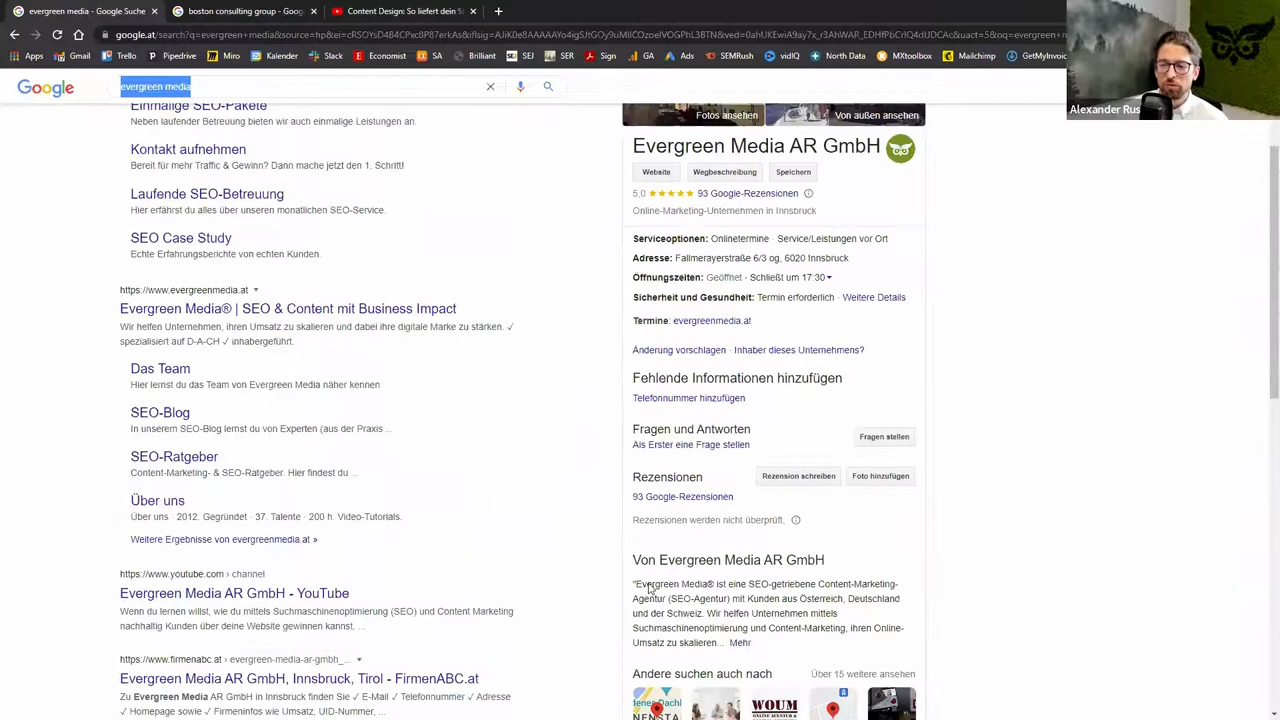 evergreen media - Google Suche
boston consulting group - Goog
Content Design: So liefert dein S
Apps
Trello
Pipedrive
Miro
Kalender
Slack
Economist
SA
Sign
GA
Ads
SEMRush
vidIQ
North Data
MXtoolbox
Mailchimp
GetMyInvoic
Alexander Rus
Google
evergreen media
Einmalige SEO-Pakete
Neben laufender Betreuung bieten wir auch einmalige Leistungen an.
Kontakt aufnehmen
Bereit für mehr Traffic & Gewinn? Dann mache jetzt den 1. Schritt!
Laufende SEO-Betreuung
Hier erfährst du alles über unseren monatlichen SEO-Service.
SEO Case Study
Echte Erfahrungsberichte von echten Kunden.
https://www.evergreenmedia.at
Evergreen Media® | SEO & Content mit Business Impact
Wir helfen Unternehmen, ihren Umsatz zu skalieren und dabei ihre digitale Marke zu stärken. ✓
spezialisiert auf D-A-CH ✓ inhabergeführt.
Das Team
Hier lernst du das Team von Evergreen Media näher kennen.
SEO-Blog
In unserem SEO-Blog lernst du von Experten (aus der Praxis ...
SEO-Ratgeber
Content-Marketing- & SEO-Ratgeber. Hier findest du ...
Über uns
Über uns · 2012. Gegründet · 37. Talente · 200 h. Video-Tutorials.
Weitere Ergebnisse von evergreenmedia.at »
https://www.youtube.com › channel
Evergreen Media AR GmbH - YouTube
Wenn du lernen willst, wie du mittels Suchmaschinenoptimierung (SEO) und Content Marketing
nachhaltig Kunden über deine Website gewinnen kannst, ...
https://www.firmenabc.at › evergreen-media-ar-gmbh_...
Evergreen Media AR GmbH, Innsbruck, Tirol - FirmenABC.at
Zu Evergreen Media AR GmbH in Innsbruck finden Sie ✓ E-Mail ✓ Telefonnummer ✓ Adresse
✓ Homepage sowie ✓ Firmeninfos wie Umsatz, UID-Nummer, ...
Fotos ansehen
Von außen ansehen
Evergreen Media AR GmbH
Website
Wegbeschreibung
Speichern
5,0 ★★★★★ 93 Google-Rezensionen
Online-Marketing-Unternehmen in Innsbruck
Serviceoptionen: Onlinetermine · Service/Leistungen vor Ort
Adresse: Fallmerayerstraße 6/3 og, 6020 Innsbruck
Öffnungszeiten: Geöffnet · Schließt um 17:30
Sicherheit und Gesundheit: Termin erforderlich · Weitere Details
Termine: evergreenmedia.at
Änderung vorschlagen · Inhaber dieses Unternehmens?
Fehlende Informationen hinzufügen
Telefonnummer hinzufügen
Fragen und Antworten
Als Erster eine Frage stellen
Fragen stellen
Rezensionen
Rezension schreiben
Foto hinzufügen
93 Google-Rezensionen
Rezensionen werden nicht überprüft.
Von Evergreen Media AR GmbH
"Evergreen Media® ist eine SEO-getriebene Content-Marketing-
Agentur (SEO-Agentur) mit Kunden aus Österreich, Deutschland
und der Schweiz. Wir helfen Unternehmen mittels
Suchmaschinenoptimierung und Content-Marketing, ihren Online-
Umsatz zu skalieren... Mehr
Andere suchen auch nach
Über 15 weitere ansehen
WOUM